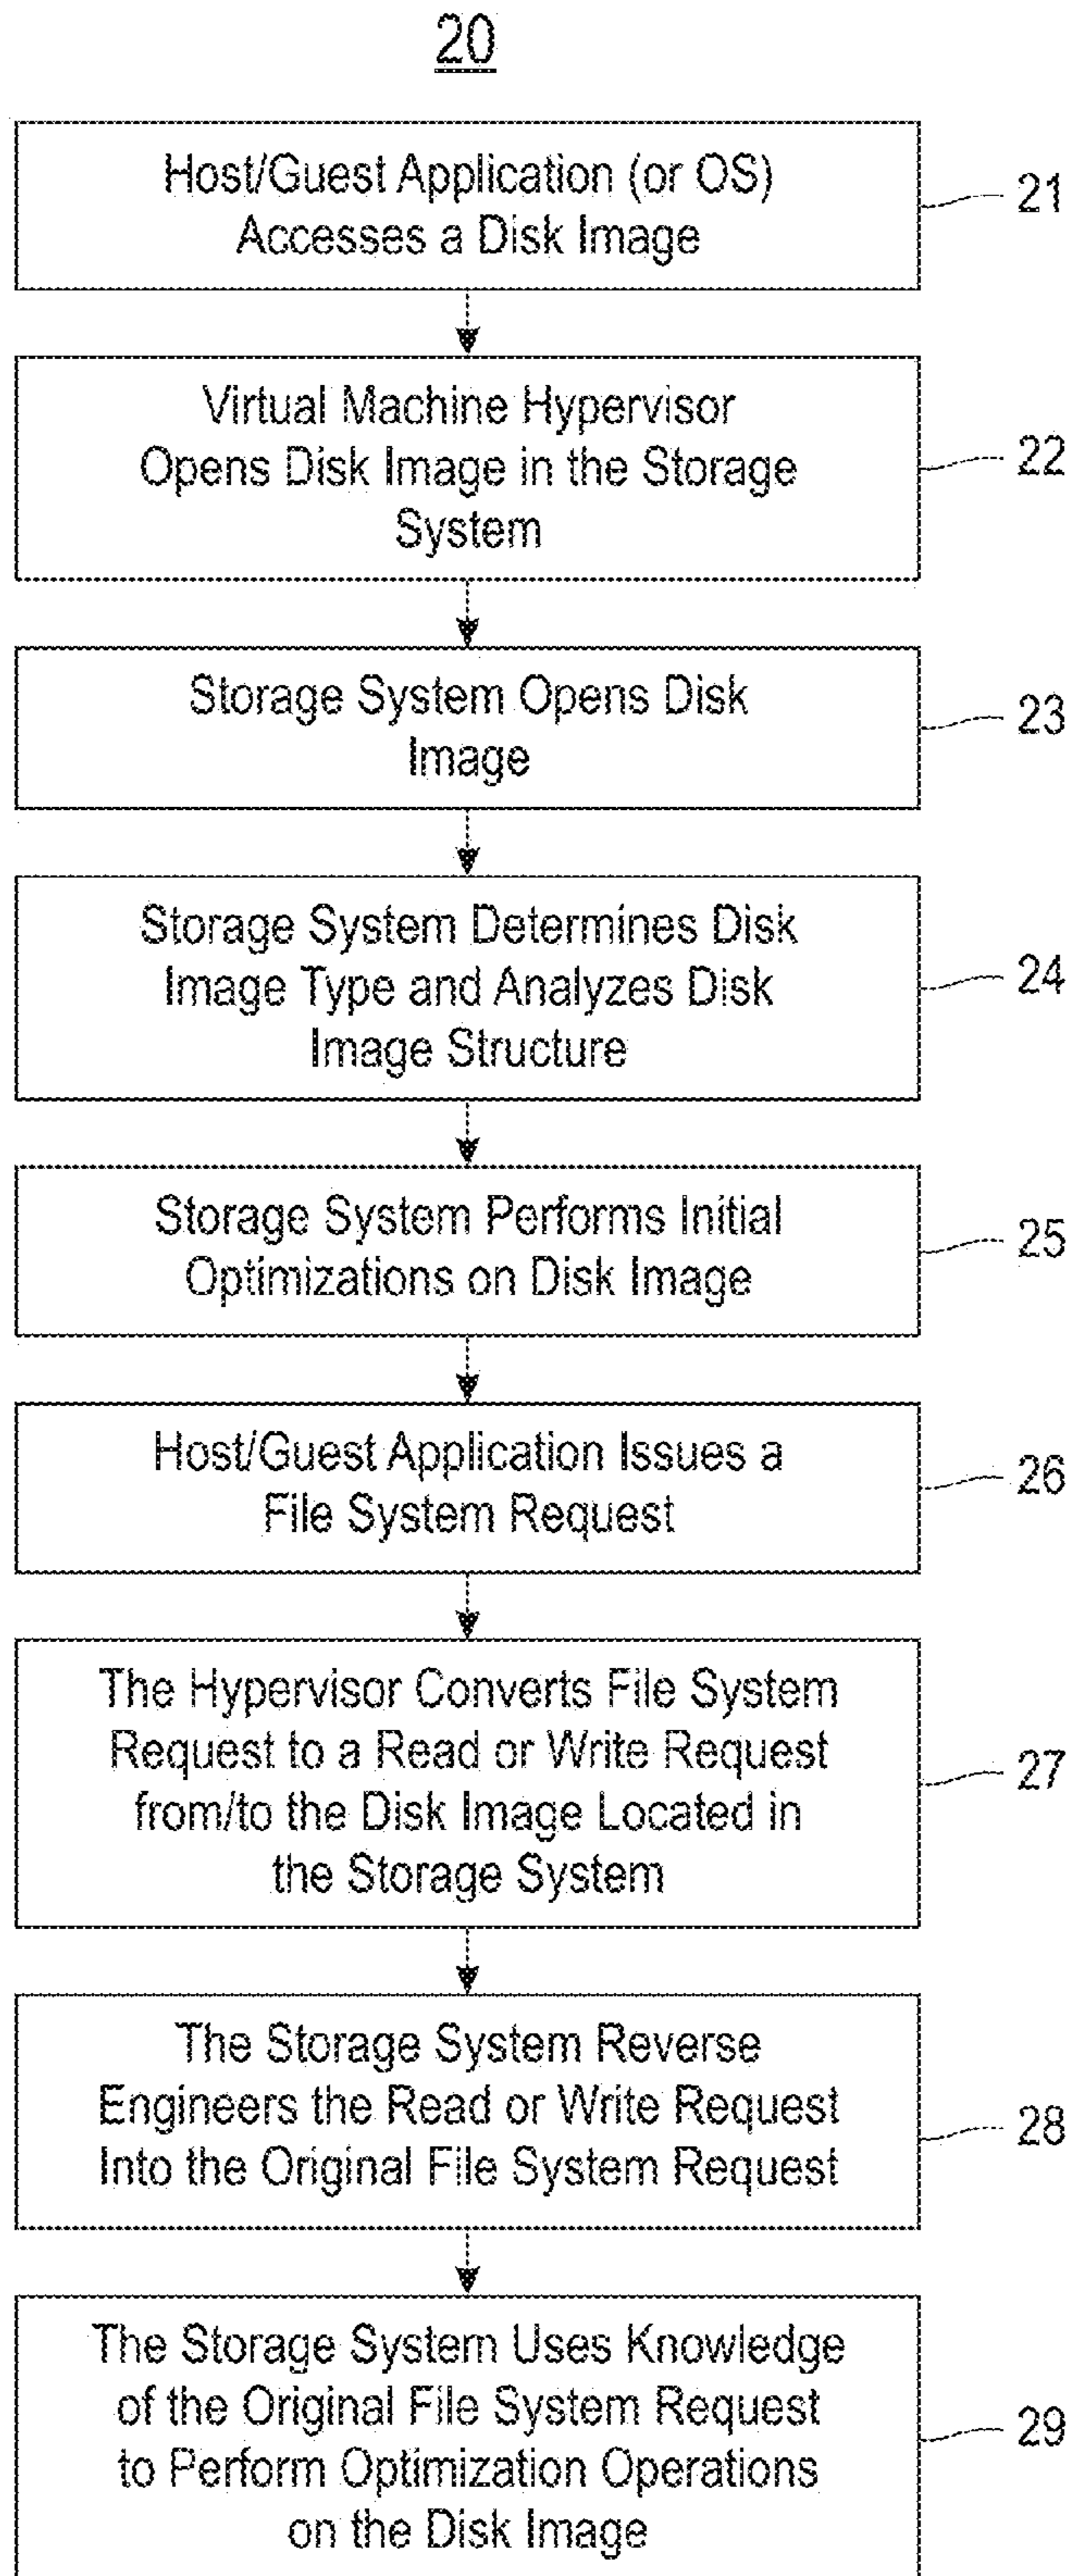 20
Host/Guest Application (or OS)
Accesses a Disk Image
21
Virtual Machine Hypervisor
Opens Disk Image in the Storage
System
22
Storage System Opens Disk
Image
23
Storage System Determines Disk
Image Type and Analyzes Disk
Image Structure
24
Storage System Performs Initial
Optimizations on Disk Image
25
Host/Guest Application Issues a
File System Request
26
The Hypervisor Converts File System
Request to a Read or Write Request
from/to the Disk Image Located in
the Storage System
27
The Storage System Reverse
Engineers the Read or Write Request
Into the Original File System Request
28
The Storage System Uses Knowledge
of the Original File System Request
to Perform Optimization Operations
on the Disk Image
29